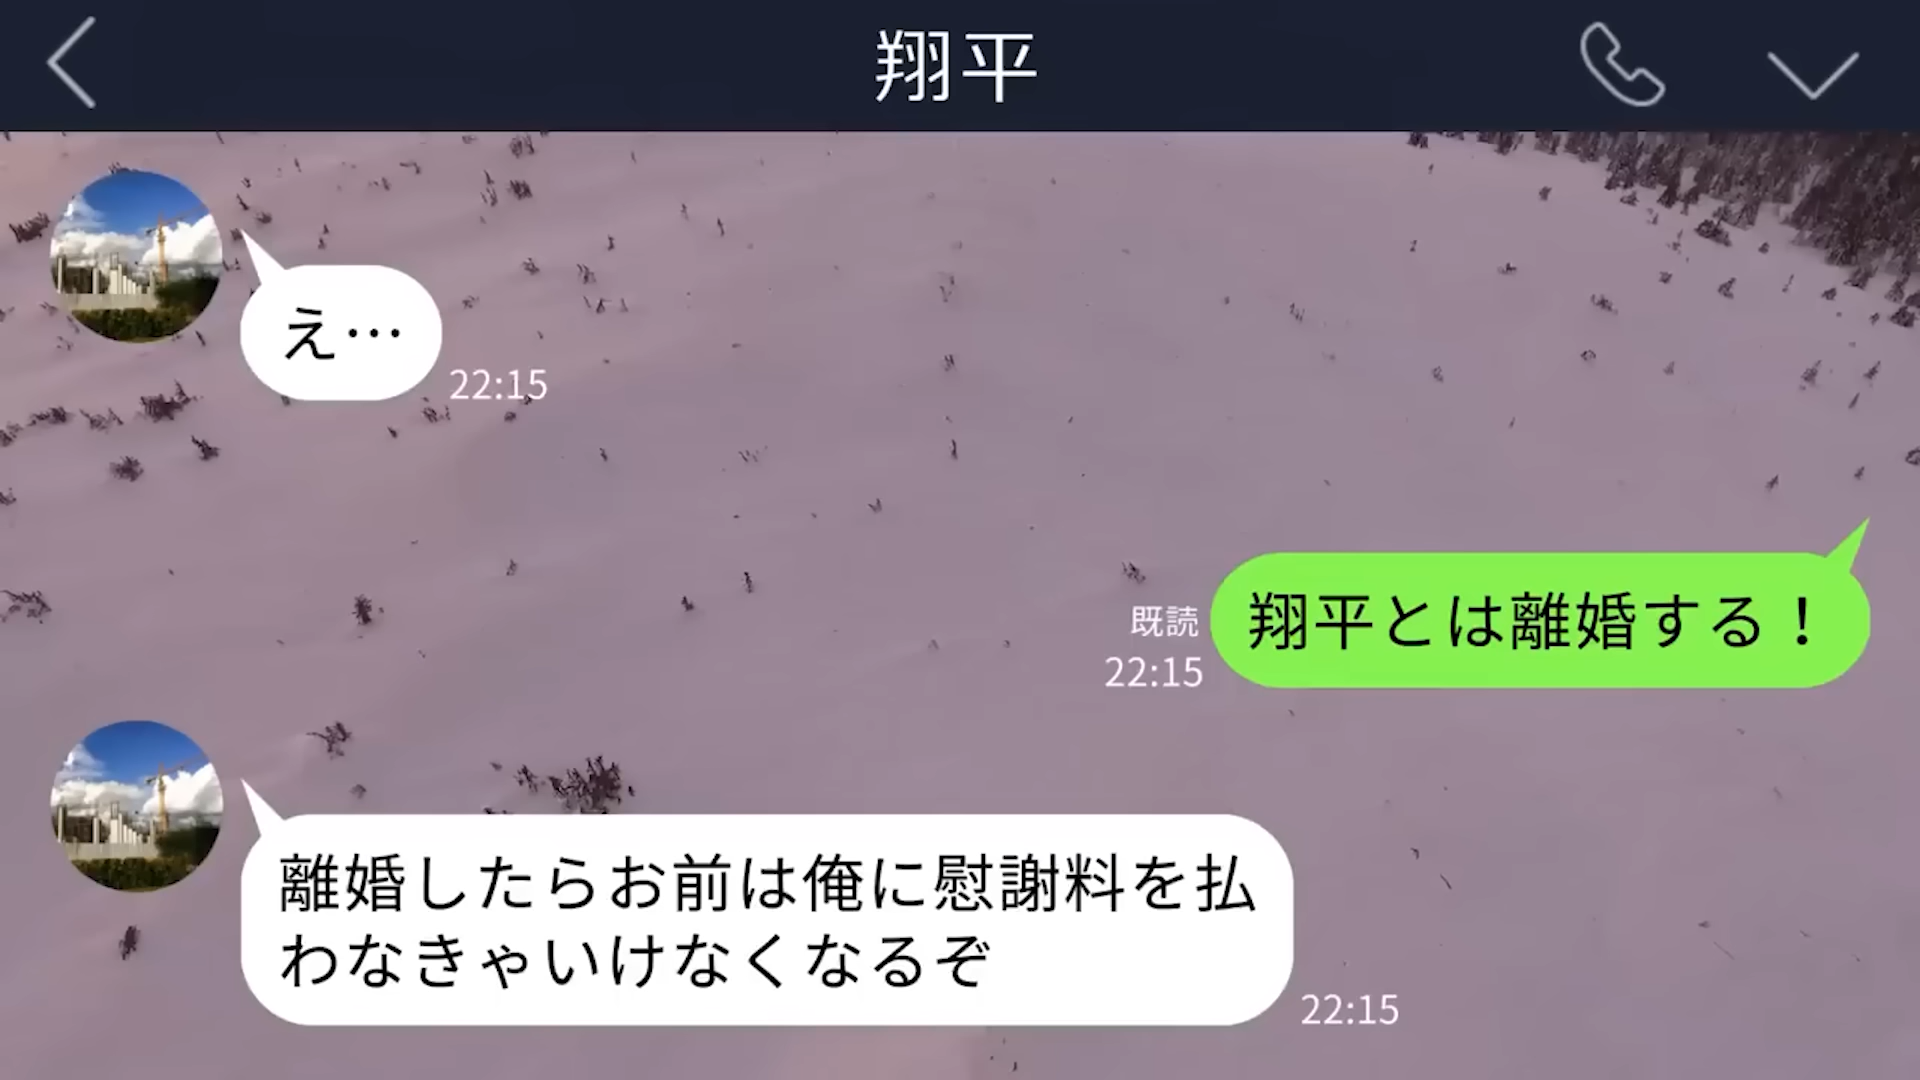 翔平
え…
22:15
翔平とは離婚する！
既読
22:15
離婚したらお前は俺に慰謝料を払
わなきゃいけなくなるぞ
22:15